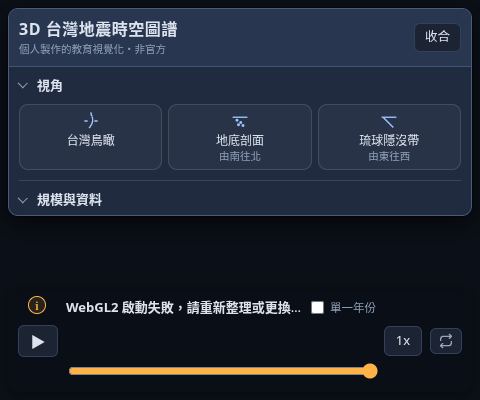 3D 台灣地震時空圖譜
個人製作的教育視覺化·非官方
收合
視角
台灣鳥瞰
地底剖面
由南往北
琉球隱沒帶
由東往西
規模與資料
WebGL2 啟動失敗，請重新整理或更換...
單一年份
1x